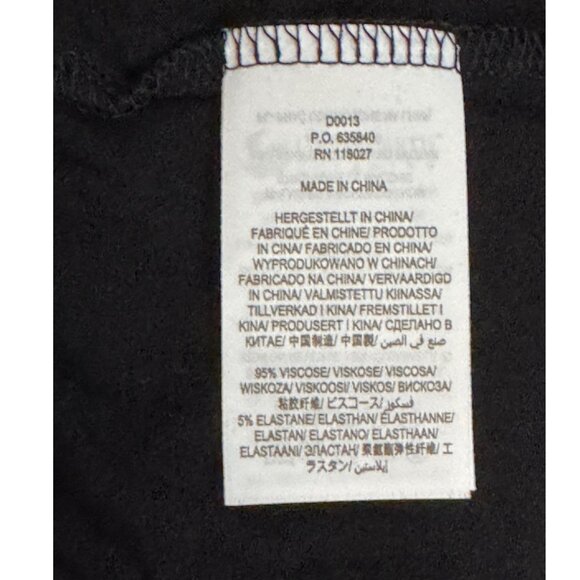 D0013
P.O. 635840
RN 118027
MADE IN CHINA
HERGESTELLT IN CHINA/
FABRIQUÉ EN CHINE/ PRODOTTO
IN CINA/ FABRICADO EN CHINA/
WYPRODUKOWANO W CHINACH/
FABRICADO NA CHINA/ VERVAARDIGD
IN CHINA/ VALMISTETTU KIINASSA/
TILLVERKAD I KINA/ FREMSTILLET I
KINA/ PRODUSERT I KINA/ СДЕЛАНО В
КИТАЕ/ 中国制造/ 中國製/ صنع في الصين/
95% VISCOSE/ VISKOSE/ VISCOSA/
WISKOZA/ VISKOOSI/ VISKOS/ ВИСКОЗА/
粘胶纤维/ ビスコース/ فسكوز/
5% ELASTANE/ ELASTHAN/ ÉLASTHANNE/
ELASTAN/ ELASTANO/ ELASTHAAN/
ELASTAANI/ ЭЛАСТАН/ 聚氨酯弹性纤维/ エ
ラスタン/ إيلاستين/